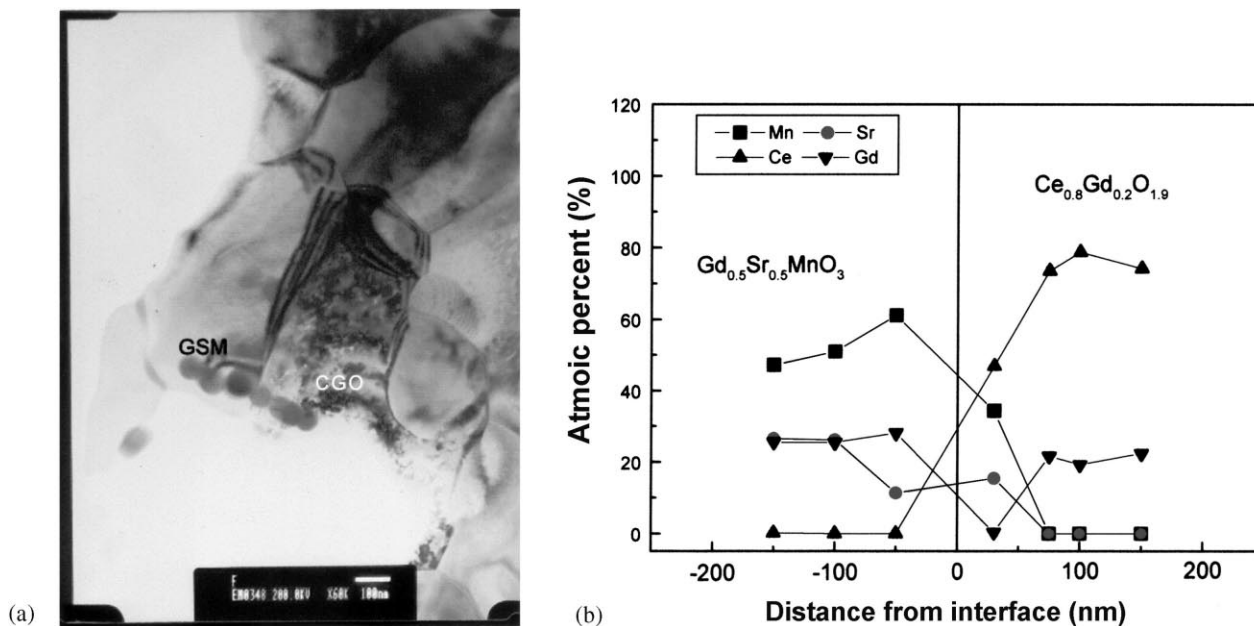 GSM
CGO
F
EM0348 200.0KV X60K 100nm
(a)
Atmoic percent (%)
120
100
80
60
40
20
0
Mn Sr
Ce Gd
Gd0.5Sr0.5MnO3
Ce0.8Gd0.2O1.9
-200 -100 0 100 200
Distance from interface (nm)
(b)